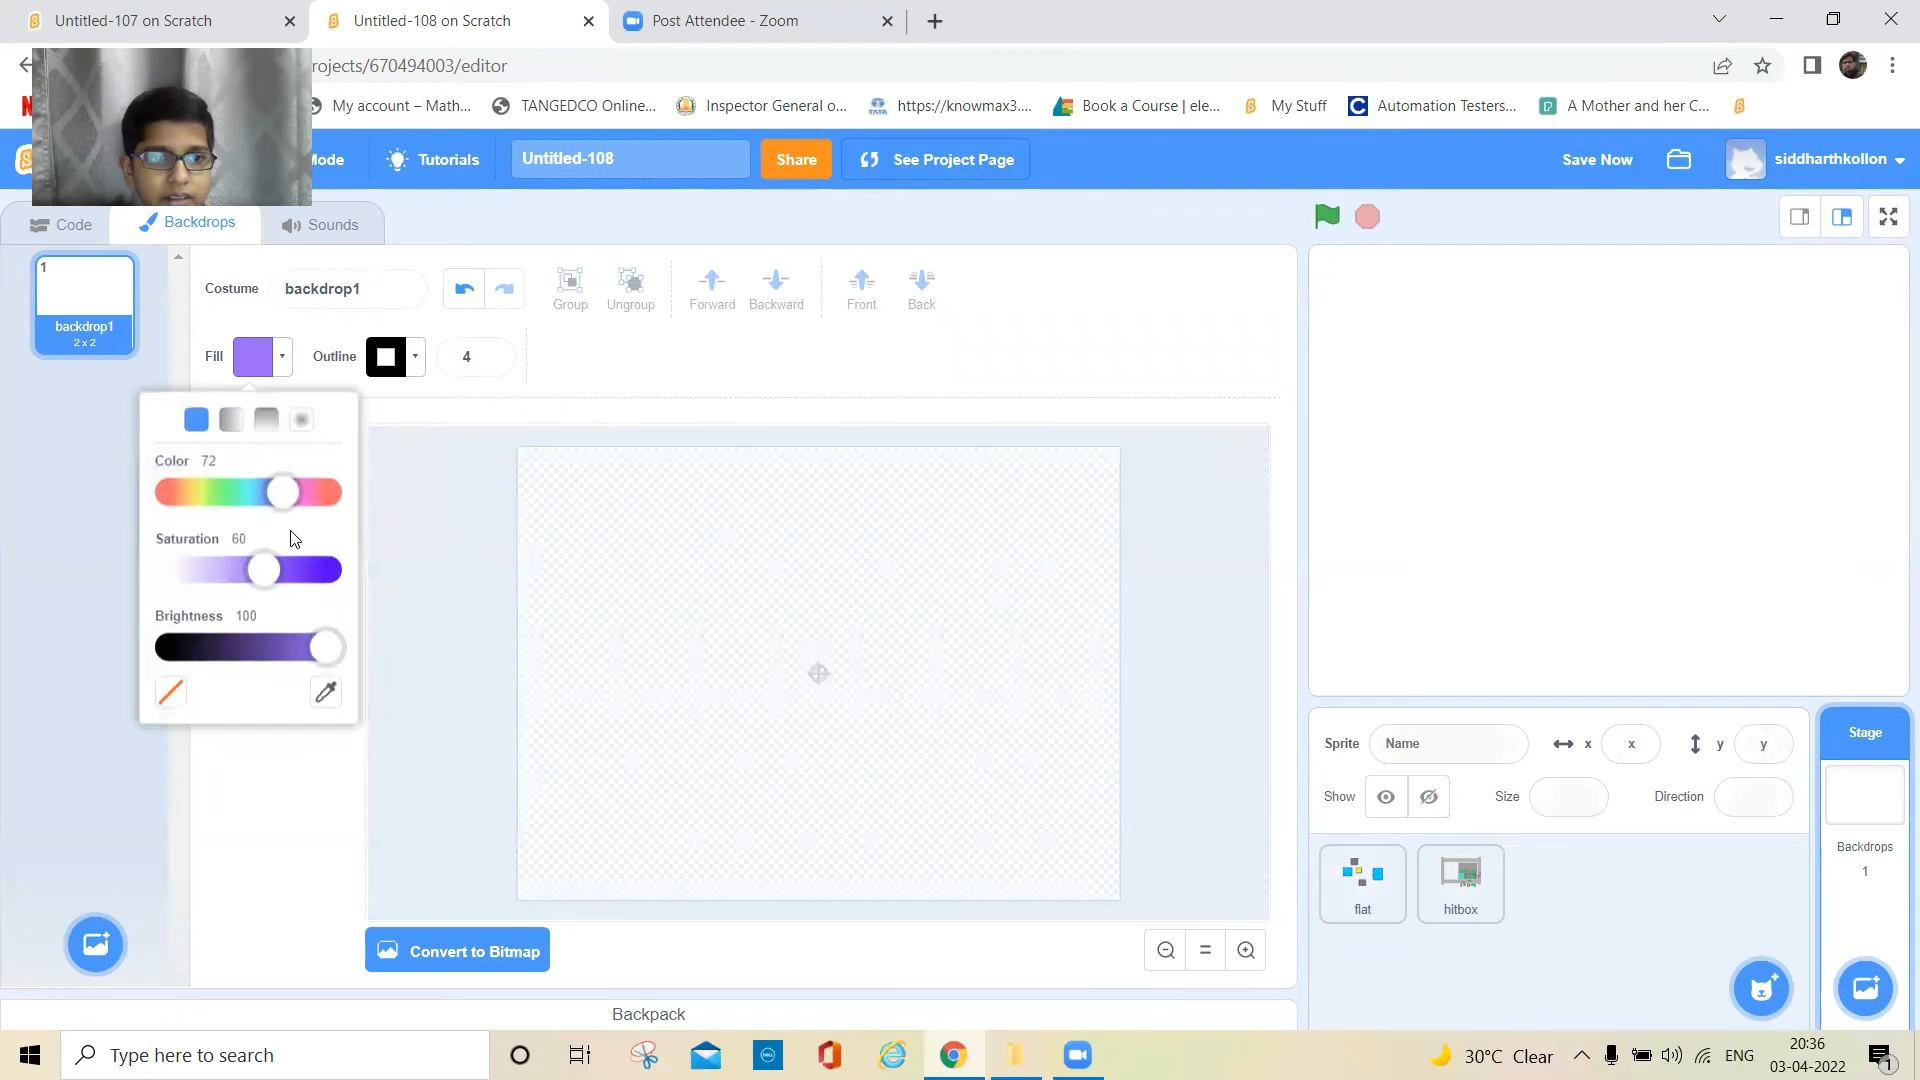 Untitled-107 on Scratch
Untitled-108 on Scratch
Post Attendee - Zoom
rojects/670494003/editor
My account – Math...
TANGEDCO Online...
Inspector General o...
https://knowmax3....
Book a Course | ele...
My Stuff
Automation Testers...
A Mother and her C...
Mode
Tutorials
Untitled-108
Share
See Project Page
Save Now
siddharthkollon
Code
Backdrops
Sounds
1
backdrop1
2 x 2
Costume
backdrop1
Group
Ungroup
Forward
Backward
Front
Back
Fill
Outline
4
Color 72
Saturation 60
Brightness 100
Convert to Bitmap
Backpack
Sprite
Name
x
x
y
y
Show
Size
Direction
flat
hitbox
Stage
Backdrops
1
Type here to search
30°C Clear
ENG
20:36
03-04-2022
1